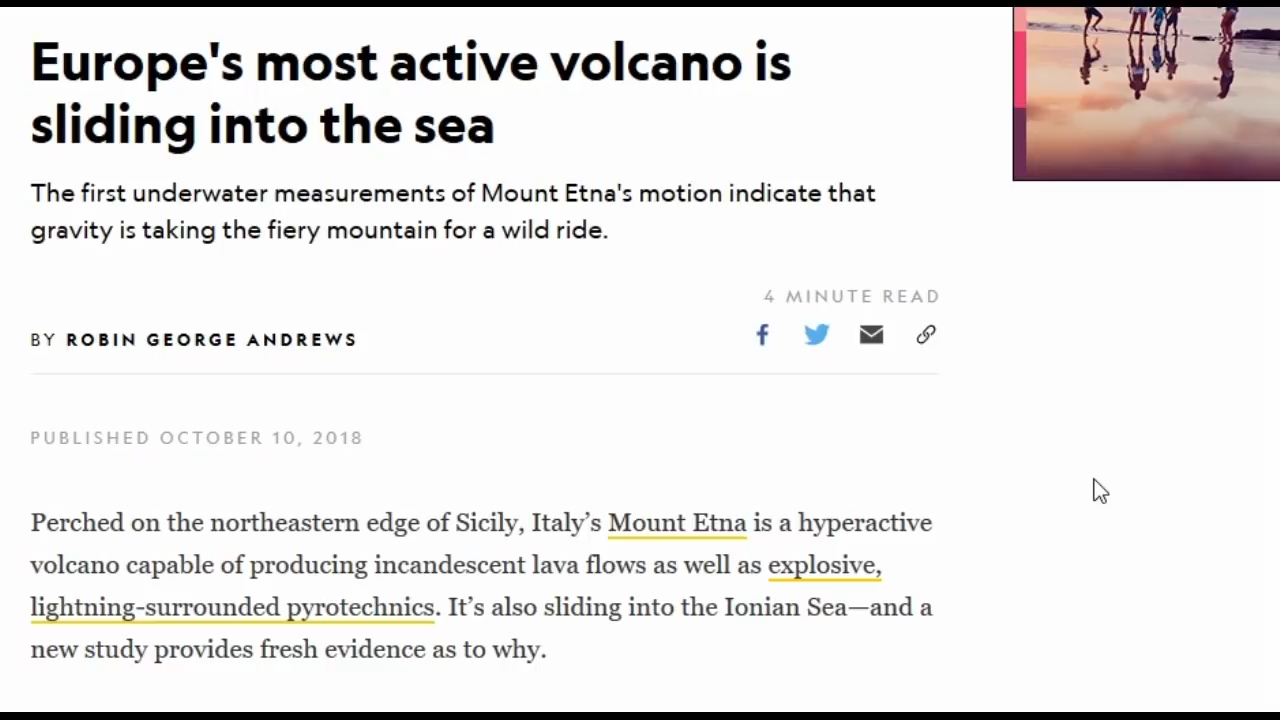 Europe's most active volcano is
sliding into the sea
The first underwater measurements of Mount Etna's motion indicate that
gravity is taking the fiery mountain for a wild ride.
4 MINUTE READ
BY ROBIN GEORGE ANDREWS
PUBLISHED OCTOBER 10, 2018
Perched on the northeastern edge of Sicily, Italy’s Mount Etna is a hyperactive
volcano capable of producing incandescent lava flows as well as explosive,
lightning-surrounded pyrotechnics. It’s also sliding into the Ionian Sea—and a
new study provides fresh evidence as to why.